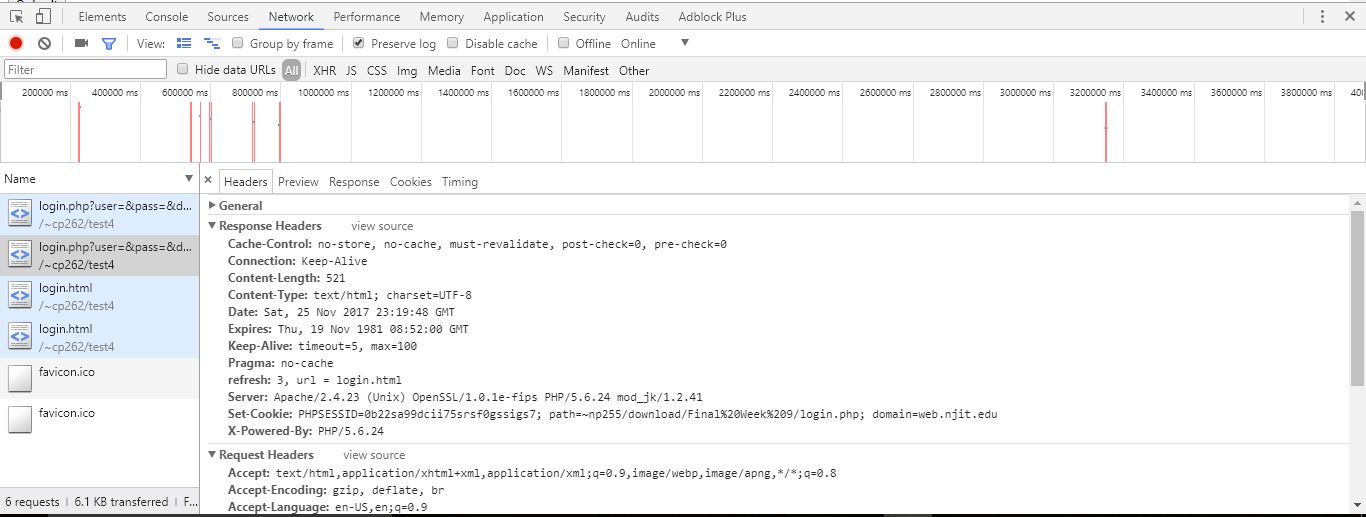 Elements Console Sources Network Performance Memory Application Security Audits Adblock Plus
View: Group by frame Preserve log Disable cache Offline Online
Filter Hide data URLs All XHR JS CSS Img Media Font Doc WS Manifest Other
200000 ms 400000 ms 600000 ms 800000 ms 1000000 ms 1200000 ms 1400000 ms 1600000 ms 1800000 ms 2000000 ms 2200000 ms 2400000 ms 2600000 ms 2800000 ms 3000000 ms 3200000 ms 3400000 ms 3600000 ms 3800000 ms 400
Name
login.php?user=&pass=&d...
/~cp262/test4
login.php?user=&pass=&d...
/~cp262/test4
login.html
/~cp262/test4
login.html
/~cp262/test4
favicon.ico
favicon.ico
6 requests | 6.1 KB transferred | F...
Headers Preview Response Cookies Timing
General
Response Headers view source
Cache-Control: no-store, no-cache, must-revalidate, post-check=0, pre-check=0
Connection: Keep-Alive
Content-Length: 521
Content-Type: text/html; charset=UTF-8
Date: Sat, 25 Nov 2017 23:19:48 GMT
Expires: Thu, 19 Nov 1981 08:52:00 GMT
Keep-Alive: timeout=5, max=100
Pragma: no-cache
refresh: 3, url = login.html
Server: Apache/2.4.23 (Unix) OpenSSL/1.0.1e-fips PHP/5.6.24 mod_jk/1.2.41
Set-Cookie: PHPSESSID=0b22sa99dcii75srsf0gssigs7; path=~np255/download/Final%20Week%209/login.php; domain=web.njit.edu
X-Powered-By: PHP/5.6.24
Request Headers view source
Accept: text/html,application/xhtml+xml,application/xml;q=0.9,image/webp,image/apng,*/*;q=0.8
Accept-Encoding: gzip, deflate, br
Accept-Language: en-US,en;q=0.9